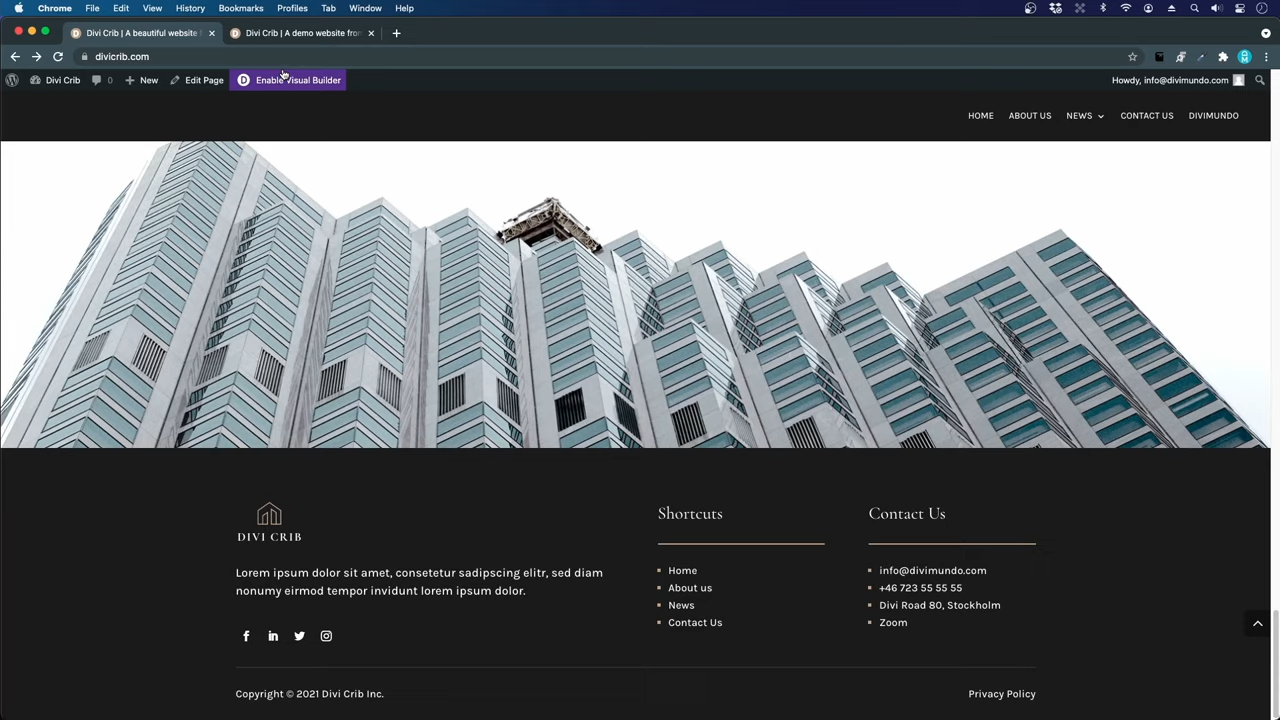 Chrome File Edit View History Bookmarks Profiles Tab Window Help
Divi Crib | A beautiful website
Divi Crib | A demo website from
divicrib.com
Divi Crib 0 New Edit Page D Enable Visual Builder Howdy, info@divimundo.com
HOME ABOUT US NEWS CONTACT US DIVIMUNDO
DIVI CRIB
Lorem ipsum dolor sit amet, consetetur sadipscing elitr, sed diam
nonumy eirmod tempor invidunt lorem ipsum dolor.
Shortcuts
Home
About us
News
Contact Us
Contact Us
info@divimundo.com
+46 723 55 55 55
Divi Road 80, Stockholm
Zoom
Copyright © 2021 Divi Crib Inc. Privacy Policy